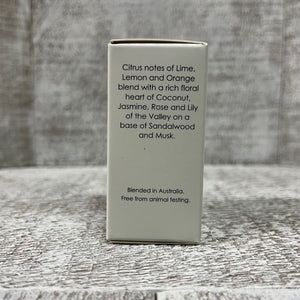 Citrus notes of Lime,
Lemon and Orange
blend with a rich floral
heart of Coconut,
Jasmine, Rose and Lily
of the Valley on a
base of Sandalwood
and Musk.
Blended in Australia.
Free from animal testing.